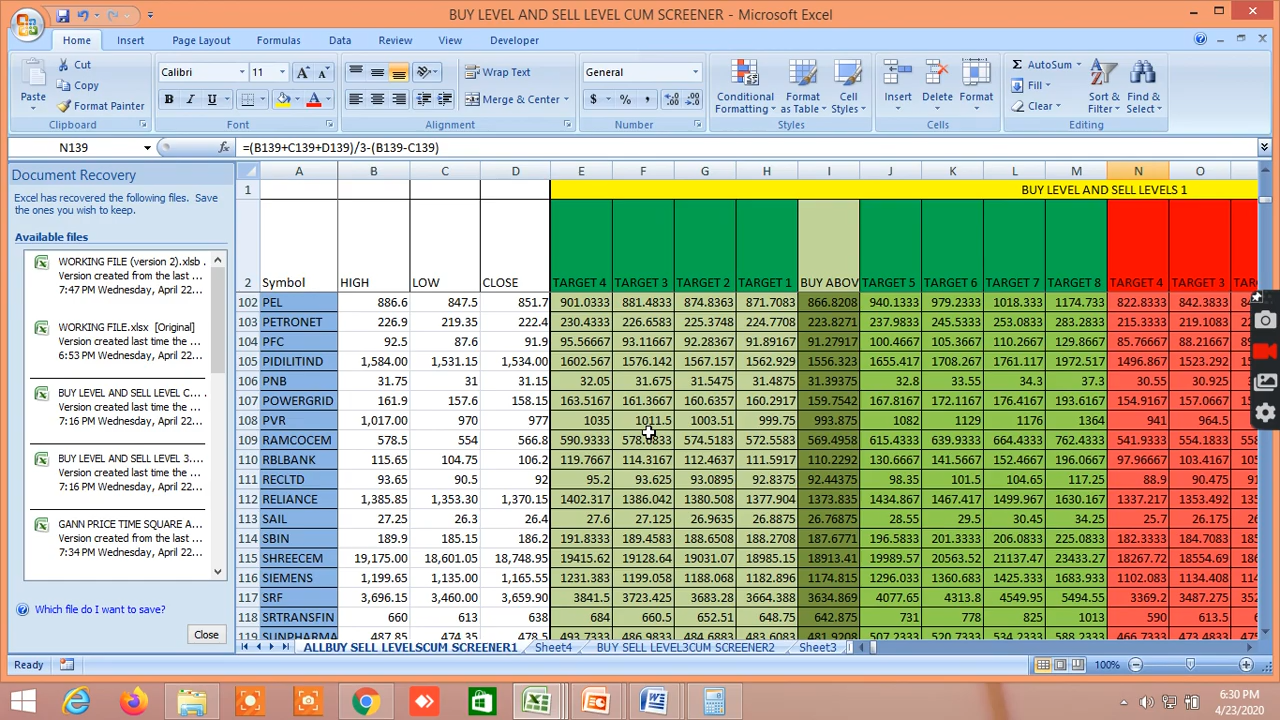 BUY LEVEL AND SELL LEVEL CUM SCREENER - Microsoft Excel
Home Insert Page Layout Formulas Data Review View Developer
Paste Cut Copy Format Painter Clipboard
Calibri 11 B I U Font
Wrap Text Merge & Center Alignment
General $ % , Number
Conditional Formatting Format as Table Cell Styles Styles
Insert Delete Format Cells
Σ AutoSum Fill Clear Sort & Filter Find & Select Editing
N139 fx =(B139+C139+D139)/3-(B139-C139)
Document Recovery
Excel has recovered the following files. Save the ones you wish to keep.
Available files
WORKING FILE (version 2).xlsb
Version created from the last ...
7:47 PM Wednesday, April 22...
WORKING FILE.xlsx [Original]
Version created last time the ...
6:53 PM Wednesday, April 22...
BUY LEVEL AND SELL LEVEL C...
Version created last time the ...
7:16 PM Wednesday, April 22...
BUY LEVEL AND SELL LEVEL 3....
Version created last time the ...
7:16 PM Wednesday, April 22...
GANN PRICE TIME SQUARE A...
Version created last time the ...
7:34 PM Wednesday, April 22...
Which file do I want to save?
Close
A B C D E F G H I J K L M N O
1 BUY LEVEL AND SELL LEVELS 1
2 Symbol HIGH LOW CLOSE TARGET 4 TARGET 3 TARGET 2 TARGET 1 BUY ABOV TARGET 5 TARGET 6 TARGET 7 TARGET 8 TARGET 4 TARGET 3
102 PEL 886.6 847.5 851.7 901.0333 881.4833 874.8363 871.7083 866.8208 940.1333 979.2333 1018.333 1174.733 822.8333 842.3833
103 PETRONET 226.9 219.35 222.4 230.4333 226.6583 225.3748 224.7708 223.8271 237.9833 245.5333 253.0833 283.2833 215.3333 219.1083
104 PFC 92.5 87.6 91.9 95.56667 93.11667 92.28367 91.89167 91.27917 100.4667 105.3667 110.2667 129.8667 85.76667 88.21667
105 PIDILITIND 1,584.00 1,531.15 1,534.00 1602.567 1576.142 1567.157 1562.929 1556.323 1655.417 1708.267 1761.117 1972.517 1496.867 1523.292
106 PNB 31.75 31 31.15 32.05 31.675 31.5475 31.4875 31.39375 32.8 33.55 34.3 37.3 30.55 30.925
107 POWERGRID 161.9 157.6 158.15 163.5167 161.3667 160.6357 160.2917 159.7542 167.8167 172.1167 176.4167 193.6167 154.9167 157.0667
108 PVR 1,017.00 970 977 1035 1011.5 1003.51 999.75 993.875 1082 1129 1176 1364 941 964.5
109 RAMCOCEM 578.5 554 566.8 590.9333 574.5183 572.5583 569.4958 615.4333 639.9333 664.4333 762.4333 541.9333 554.1833
110 RBLBANK 115.65 104.75 106.2 119.7667 114.3167 112.4637 111.5917 110.2292 130.6667 141.5667 152.4667 196.0667 97.96667 103.4167
111 RECLTD 93.65 90.5 92 95.2 93.625 93.0895 92.8375 92.44375 98.35 101.5 104.65 117.25 88.9 90.475
112 RELIANCE 1,385.85 1,353.30 1,370.15 1402.317 1386.042 1380.508 1377.904 1373.835 1434.867 1467.417 1499.967 1630.167 1337.217 1353.492
113 SAIL 27.25 26.3 26.4 27.6 27.125 26.9635 26.8875 26.76875 28.55 29.5 30.45 34.25 25.7 26.175
114 SBIN 189.9 185.15 186.2 191.8333 189.4583 188.6508 188.2708 187.6771 196.5833 201.3333 206.0833 225.0833 182.3333 184.7083
115 SHREECEM 19,175.00 18,601.05 18,748.95 19415.62 19128.64 19031.07 18985.15 18913.41 19989.57 20563.52 21137.47 23433.27 18267.72 18554.69
116 SIEMENS 1,199.65 1,135.00 1,165.55 1231.383 1199.058 1188.068 1182.896 1174.815 1296.033 1360.683 1425.333 1683.933 1102.083 1134.408
117 SRF 3,696.15 3,460.00 3,659.90 3841.5 3723.425 3683.28 3664.388 3634.869 4077.65 4313.8 4549.95 5494.55 3369.2 3487.275
118 SRTRANSFIN 660 613 638 684 660.5 652.51 648.75 642.875 731 778 825 1013 590 613.5
119 SUNPHARMA 487.85 474.35 478.5 493.7333 486.9833 484.6883 483.6083 481.9208 507.2333 520.7333 534.2333 588.2333 466.7333 473.4833
ALLBUY SELL LEVELSCUM SCREENER1 Sheet4 BUY SELL LEVEL3CUM SCREENER2 Sheet3
Ready 100%
6:30 PM
4/23/2020